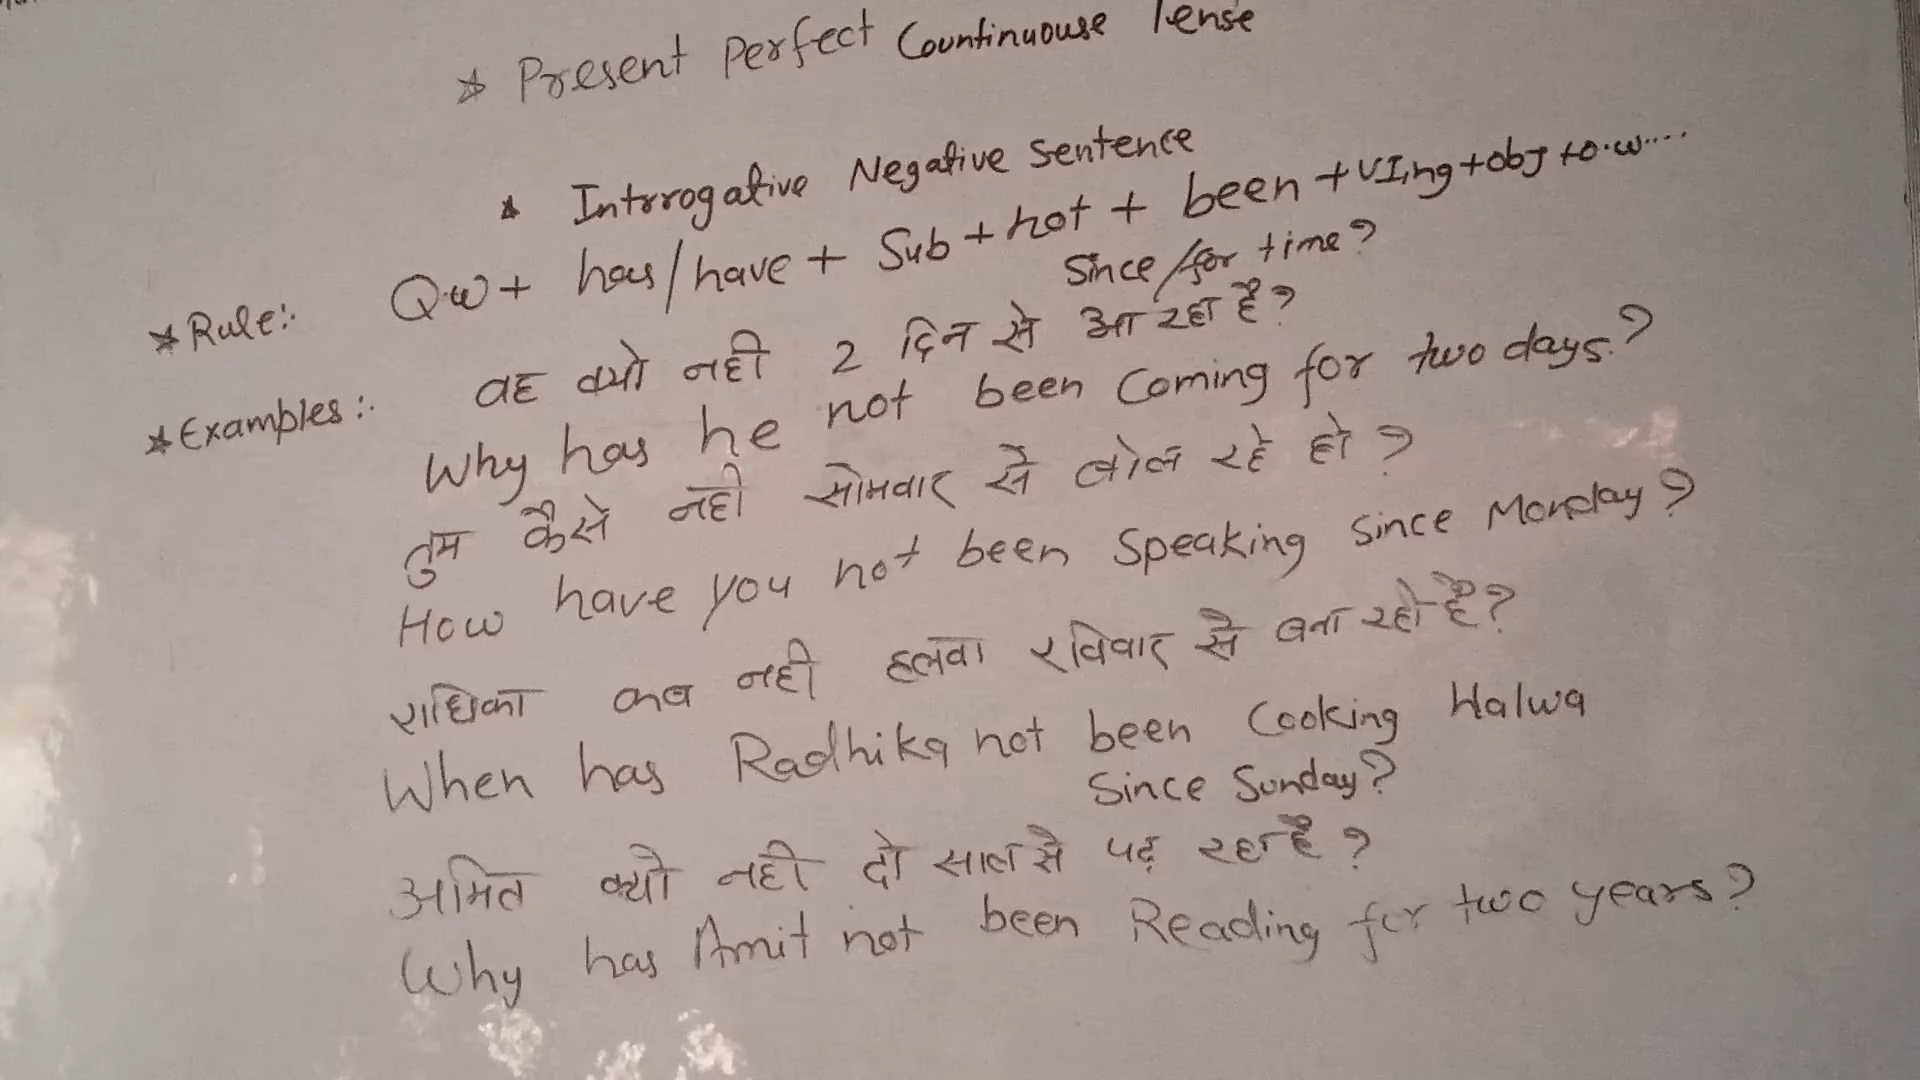 * Present Perfect Countinuouse Tense
* Intrrogative Negative Sentence
* Rule:- Q.w + has/have + Sub + not + been + VIing + obj + o.w....
Since/for time?
* Examples:- वह क्यो नही 2 दिन से आ रहा है?
Why has he not been Coming for two days.?
तुम कैसे नही सोमवार से बोल रहे हो?
How have you not been Speaking Since Monday?
राधिका कब नही हलवा रविवार से बना रही है?
When has Radhika not been Cooking Halwa
Since Sunday?
अमित क्यो नही दो साल से पढ़ रहा है?
Why has Amit not been Reading for two years?